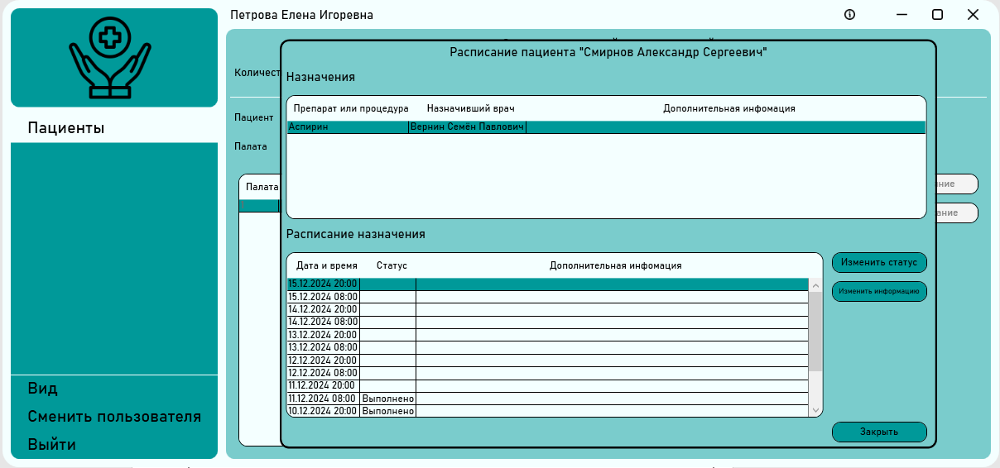 Петрова Елена Игоревна
Расписание пациента "Смирнов Александр Сергеевич"
Количест
Назначения
Препарат или процедура Назначивший врач Дополнительная инфомация
Аспирин Вернин Семён Павлович
Пациенты
Пациент
Палата
Палата
ние
ание
Расписание назначения
Дата и время Статус Дополнительная инфомация
15.12.2024 20:00
15.12.2024 08:00
14.12.2024 20:00
14.12.2024 08:00
13.12.2024 20:00
13.12.2024 08:00
12.12.2024 20:00
12.12.2024 08:00
11.12.2024 20:00
11.12.2024 08:00 Выполнено
10.12.2024 20:00 Выполнено
Изменить статус
Изменить информацию
Закрыть
Вид
Сменить пользователя
Выйти